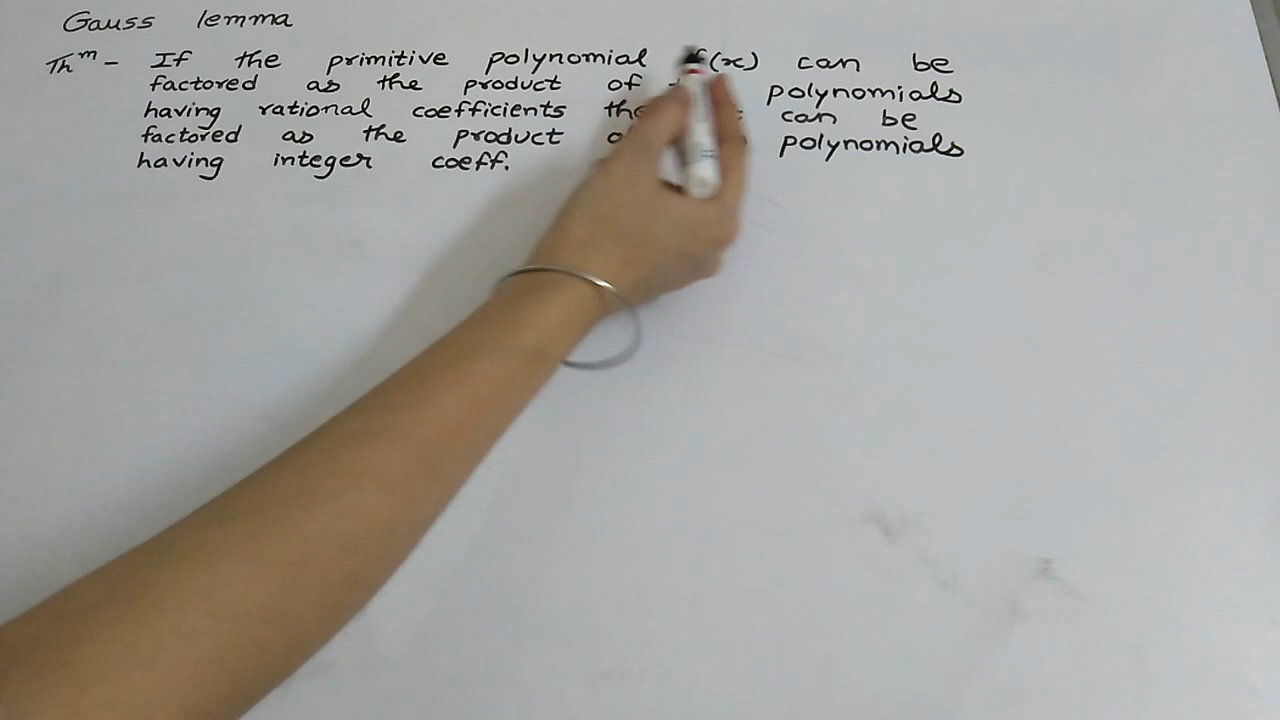 Gauss lemma
Thm - If the primitive polynomial f(x) can be
factored as the product of polynomials
having rational coefficients can be
factored as the product polynomials
having integer coeff.